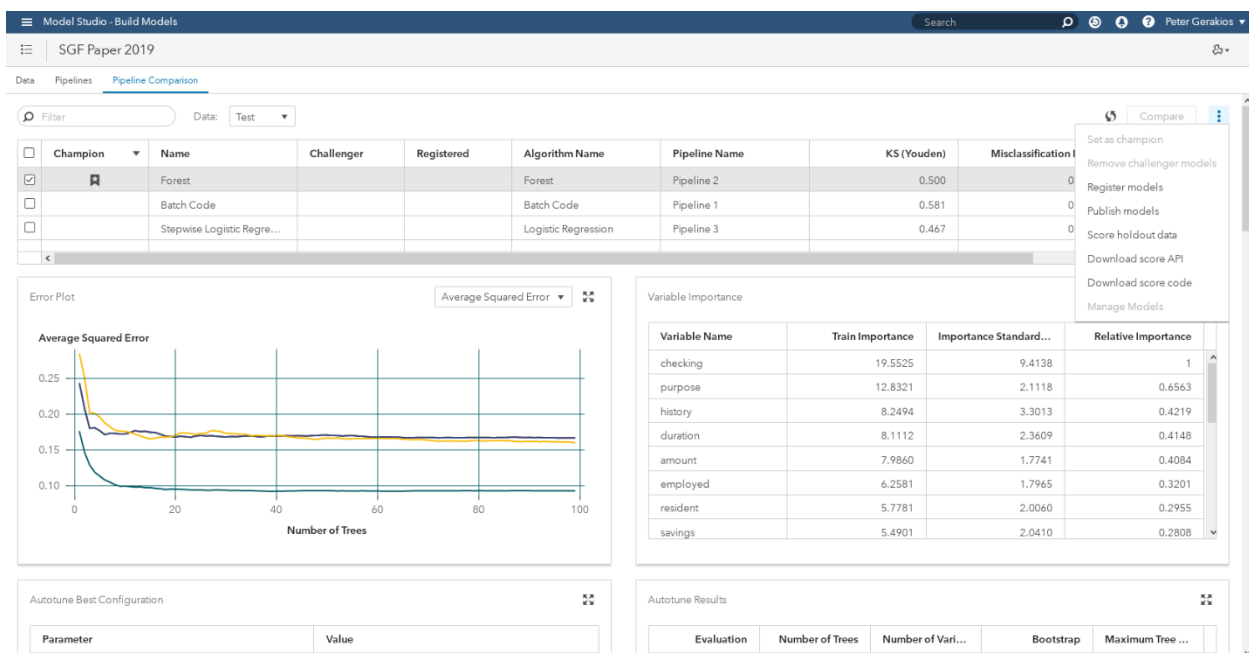 Model Studio - Build Models Search Peter Gerakios
SGF Paper 2019
Data Pipelines Pipeline Comparison
Filter Data: Test Compare
Champion Name Challenger Registered Algorithm Name Pipeline Name KS (Youden) Misclassification
Forest Forest Pipeline 2 0.500 0
Batch Code Batch Code Pipeline 1 0.581 0
Stepwise Logistic Regre... Logistic Regression Pipeline 3 0.467 0
Set as champion
Remove challenger models
Register models
Publish models
Score holdout data
Download score API
Download score code
Manage Models
Error Plot Average Squared Error
Average Squared Error
0.25
0.20
0.15
0.10
0 20 40 60 80 100
Number of Trees
Variable Importance
Variable Name Train Importance Importance Standard... Relative Importance
checking 19.5525 9.4138 1
purpose 12.8321 2.1118 0.6563
history 8.2494 3.3013 0.4219
duration 8.1112 2.3609 0.4148
amount 7.9860 1.7741 0.4084
employed 6.2581 1.7965 0.3201
resident 5.7781 2.0060 0.2955
savings 5.4901 2.0410 0.2808
Autotune Best Configuration
Parameter Value
Autotune Results
Evaluation Number of Trees Number of Vari... Bootstrap Maximum Tree ...